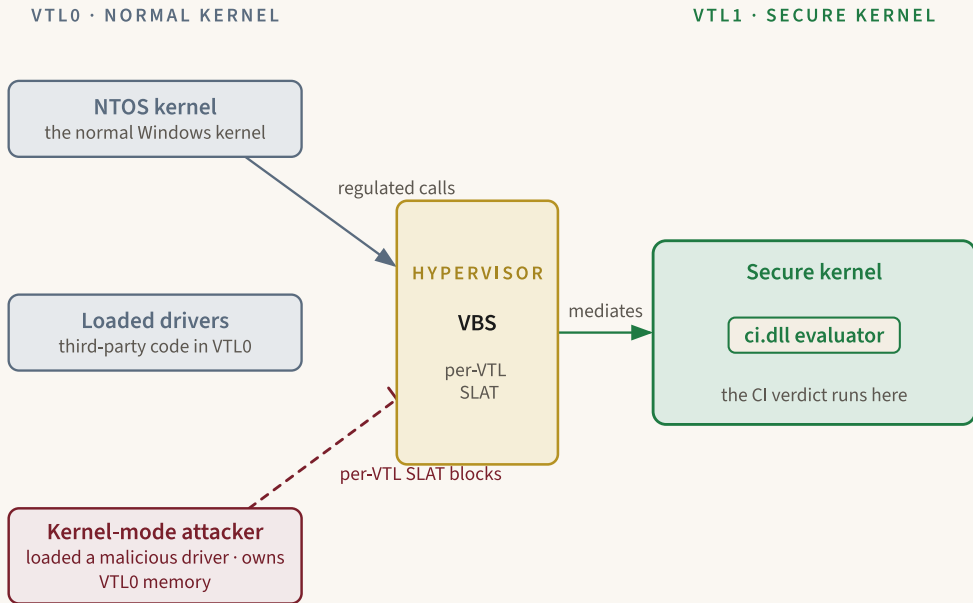 VTL0 · NORMAL KERNEL
VTL1 · SECURE KERNEL
NTOS kernel
the normal Windows kernel
regulated calls
Loaded drivers
third-party code in VTL0
HYPERVISOR
VBS
per-VTL
SLAT
mediates
Secure kernel
ci.dll evaluator
the CI verdict runs here
per-VTL SLAT blocks
Kernel-mode attacker
loaded a malicious driver · owns
VTL0 memory